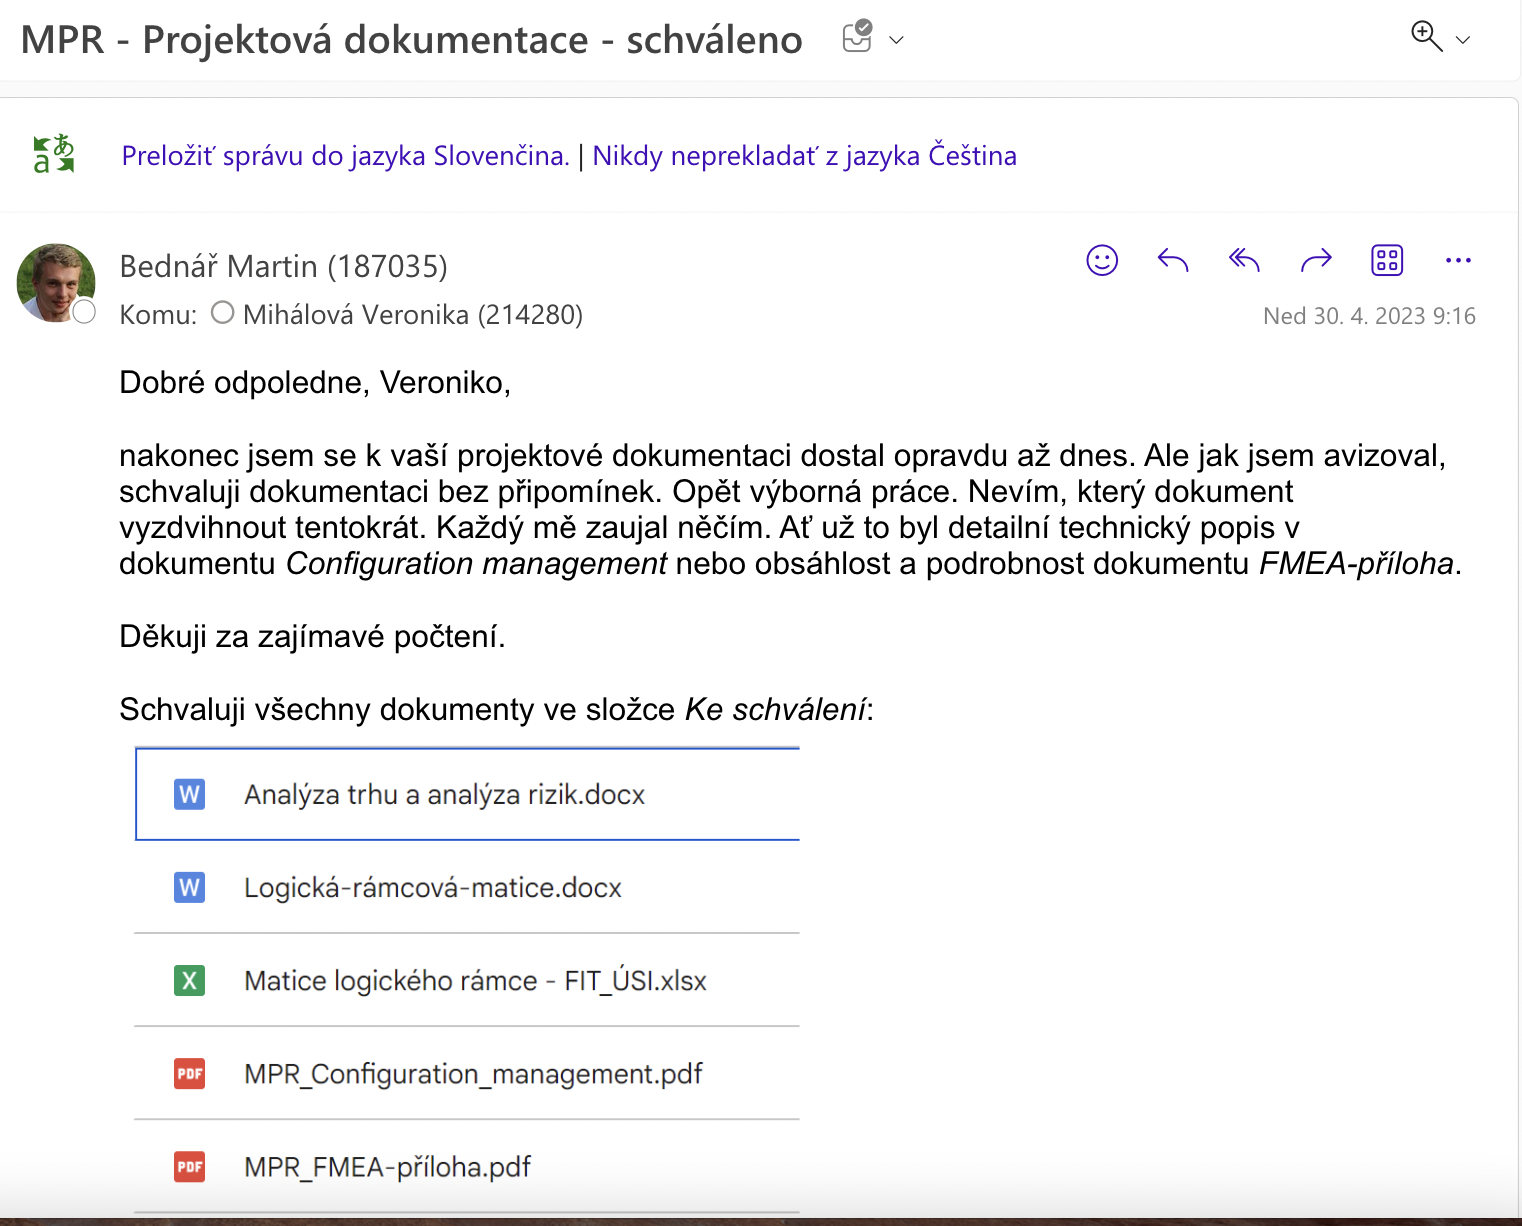 MPR - Projektová dokumentace - schváleno
Preložiť správu do jazyka Slovenčina. | Nikdy neprekladať z jazyka Čeština
Bednář Martin (187035)
Komu: Mihálová Veronika (214280)
Ned 30. 4. 2023 9:16
Dobré odpoledne, Veroniko,
nakonec jsem se k vaší projektové dokumentaci dostal opravdu až dnes. Ale jak jsem avizoval,
schvaluji dokumentaci bez připomínek. Opět výborná práce. Nevím, který dokument
vyzdvihnout tentokrát. Každý mě zaujal něčím. Ať už to byl detailní technický popis v
dokumentu Configuration management nebo obsáhlost a podrobnost dokumentu FMEA-příloha.
Děkuji za zajímavé počtení.
Schvaluji všechny dokumenty ve složce Ke schválení:
W Analýza trhu a analýza rizik.docx
W Logická-rámcová-matice.docx
X Matice logického rámce - FIT_ÚSI.xlsx
PDF MPR_Configuration_management.pdf
PDF MPR_FMEA-příloha.pdf